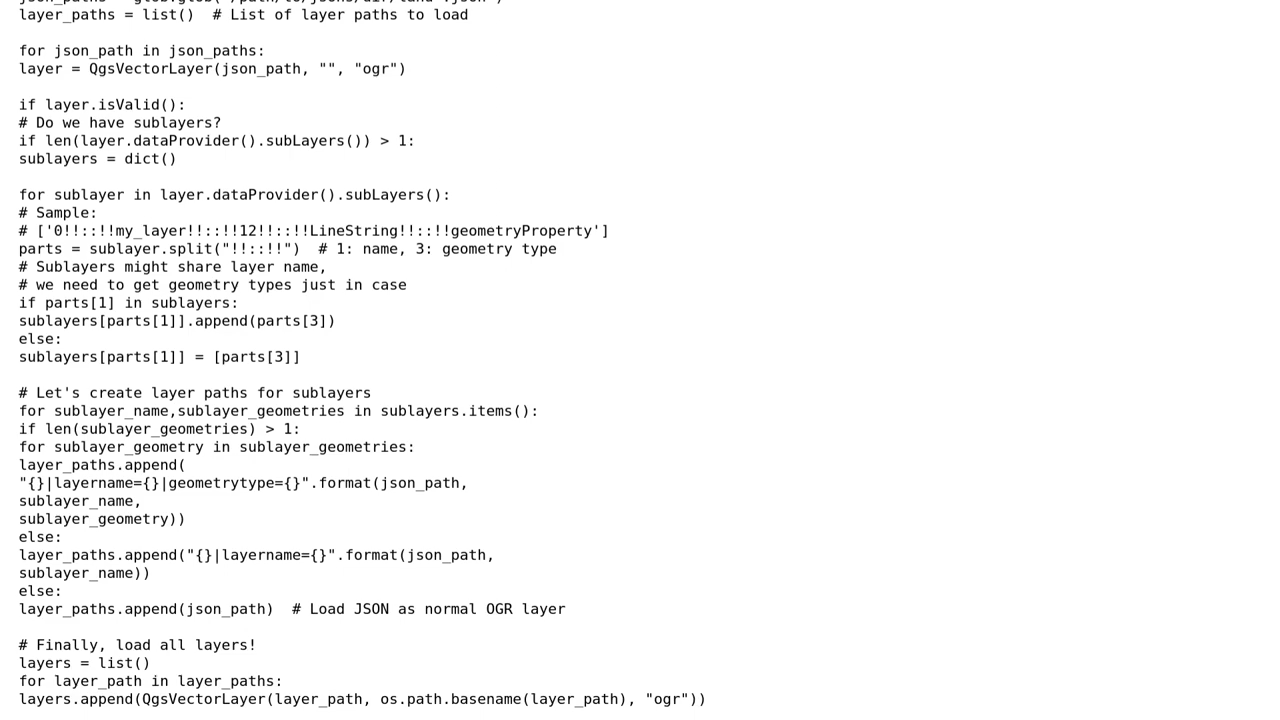 layer_paths = list()  # List of layer paths to load
for json_path in json_paths:
layer = QgsVectorLayer(json_path, "", "ogr")
if layer.isValid():
# Do we have sublayers?
if len(layer.dataProvider().subLayers()) > 1:
sublayers = dict()
for sublayer in layer.dataProvider().subLayers():
# Sample:
# ['0!!::!!my_layer!!::!!12!!::!!LineString!!::!!geometryProperty']
parts = sublayer.split("!!::!!")  # 1: name, 3: geometry type
# Sublayers might share layer name,
# we need to get geometry types just in case
if parts[1] in sublayers:
sublayers[parts[1]].append(parts[3])
else:
sublayers[parts[1]] = [parts[3]]
# Let's create layer paths for sublayers
for sublayer_name,sublayer_geometries in sublayers.items():
if len(sublayer_geometries) > 1:
for sublayer_geometry in sublayer_geometries:
layer_paths.append(
"{}|layername={}|geometrytype={}".format(json_path,
sublayer_name,
sublayer_geometry))
else:
layer_paths.append("{}|layername={}".format(json_path,
sublayer_name))
else:
layer_paths.append(json_path)  # Load JSON as normal OGR layer
# Finally, load all layers!
layers = list()
for layer_path in layer_paths:
layers.append(QgsVectorLayer(layer_path, os.path.basename(layer_path), "ogr"))